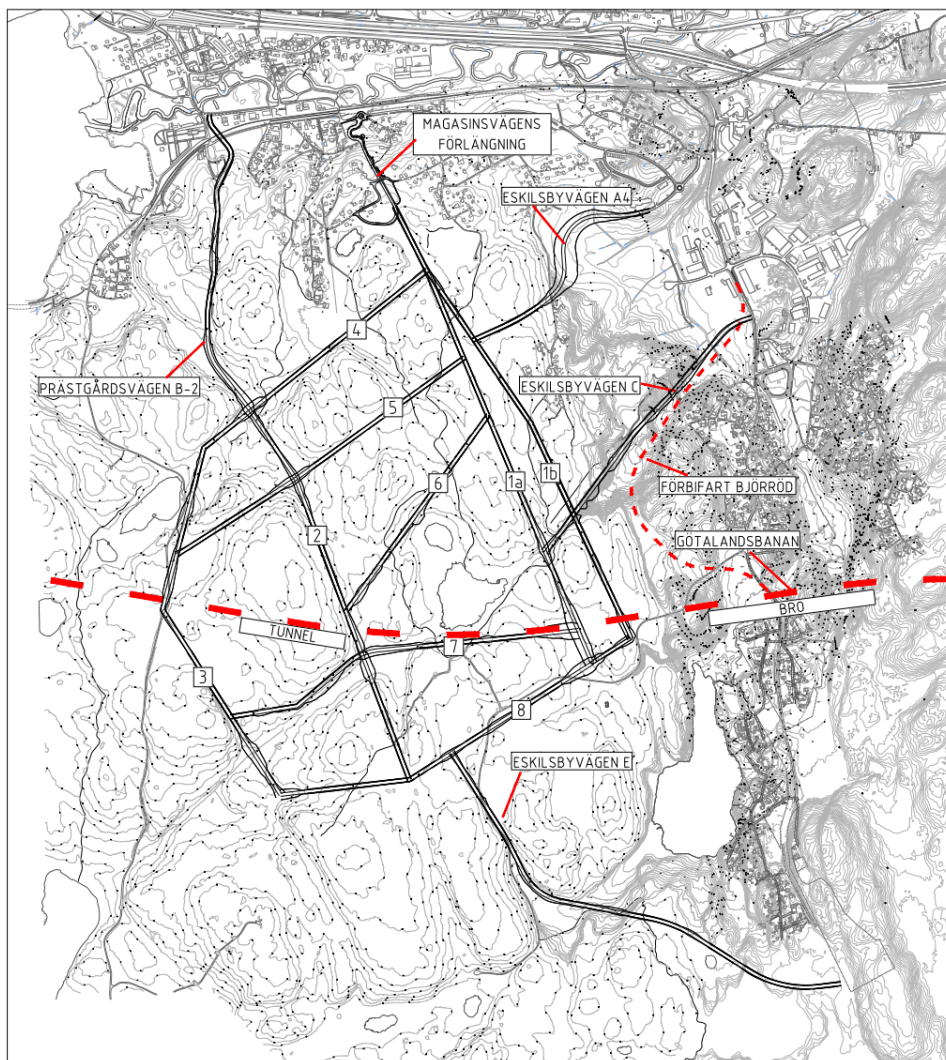 MAGASINSVÄGENS
FÖRLÄNGNING
ESKILSBYVÄGEN A4
4
PRÄSTGÅRDSVÄGEN B-2
ESKILSBYVÄGEN C
5
1b
6
1a
FÖRBIFART BJÖRRÖD
2
GÖTALANDSBANAN
BRO
TUNNEL
7
3
8
ESKILSBYVÄGEN E